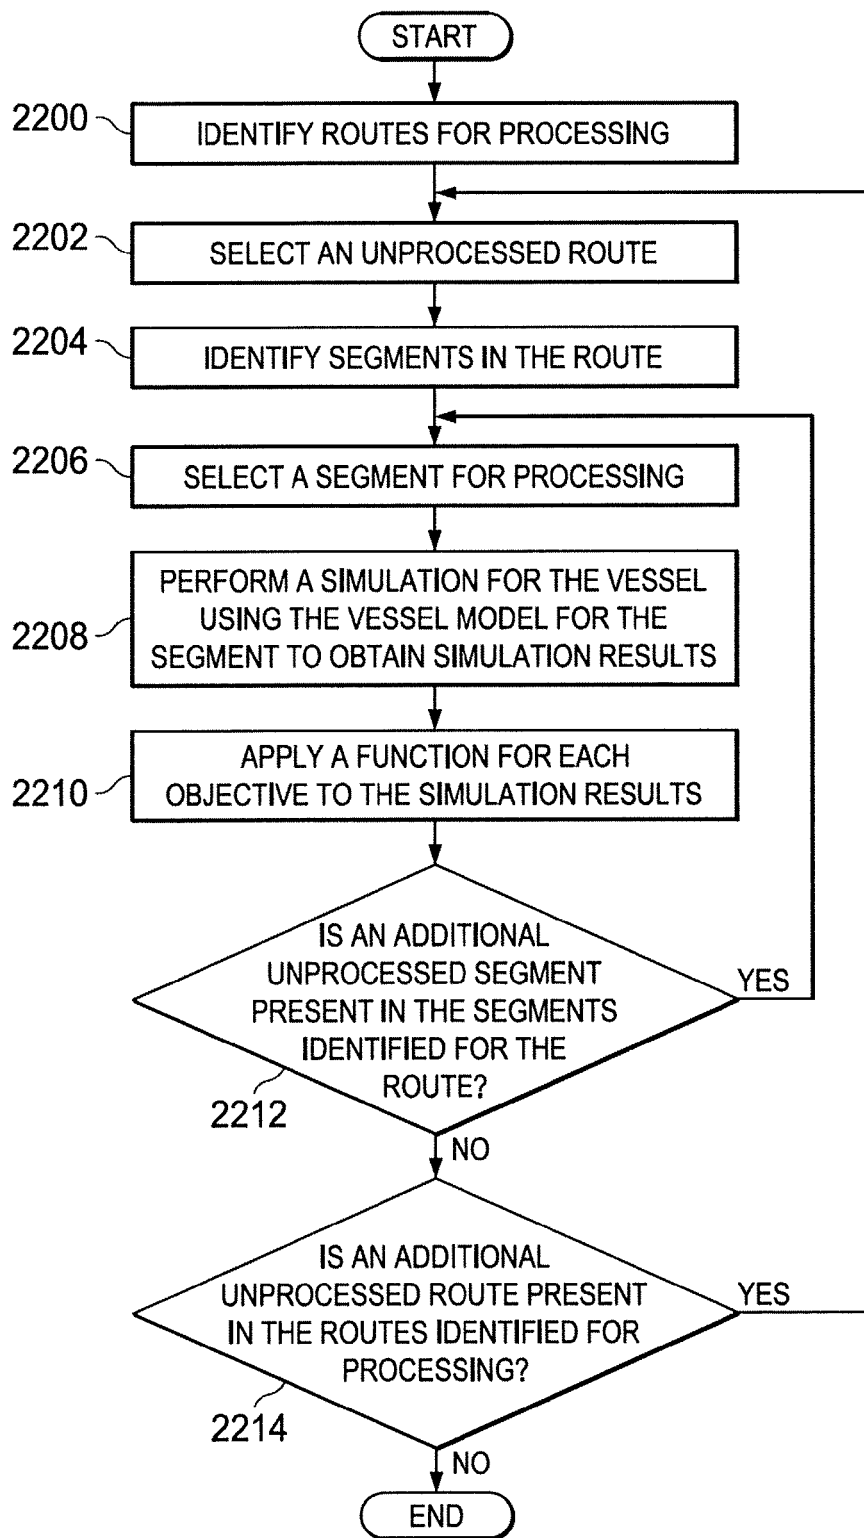 START
2200
IDENTIFY ROUTES FOR PROCESSING
2202
SELECT AN UNPROCESSED ROUTE
2204
IDENTIFY SEGMENTS IN THE ROUTE
2206
SELECT A SEGMENT FOR PROCESSING
2208
PERFORM A SIMULATION FOR THE VESSEL
USING THE VESSEL MODEL FOR THE
SEGMENT TO OBTAIN SIMULATION RESULTS
2210
APPLY A FUNCTION FOR EACH
OBJECTIVE TO THE SIMULATION RESULTS
IS AN ADDITIONAL
UNPROCESSED SEGMENT
PRESENT IN THE SEGMENTS
IDENTIFIED FOR THE
ROUTE?
YES
2212
NO
IS AN ADDITIONAL
UNPROCESSED ROUTE PRESENT
IN THE ROUTES IDENTIFIED FOR
PROCESSING?
YES
2214
NO
END